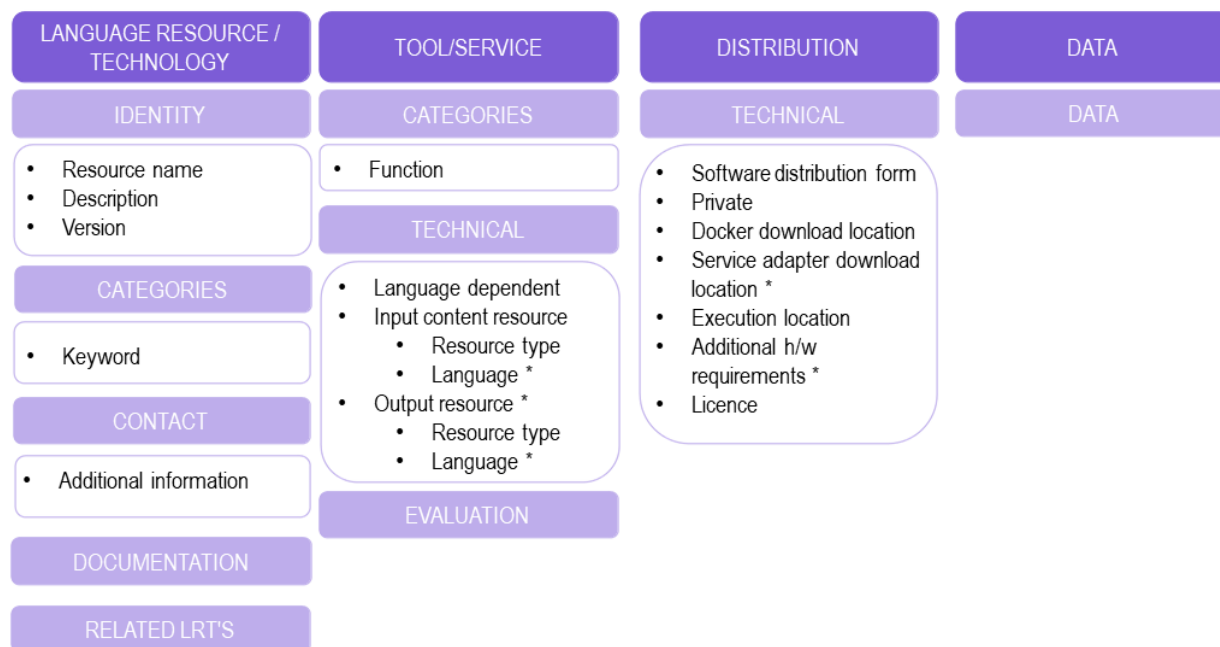 LANGUAGE RESOURCE /
TECHNOLOGY
IDENTITY
• Resource name
• Description
• Version
CATEGORIES
• Keyword
CONTACT
• Additional information
DOCUMENTATION
RELATED LRT'S
TOOL/SERVICE
CATEGORIES
• Function
TECHNICAL
• Language dependent
• Input content resource
• Resource type
• Language *
• Output resource *
• Resource type
• Language *
EVALUATION
DISTRIBUTION
TECHNICAL
• Software distribution form
• Private
• Docker download location
• Service adapter download
location *
• Execution location
• Additional h/w
requirements *
• Licence
DATA
DATA